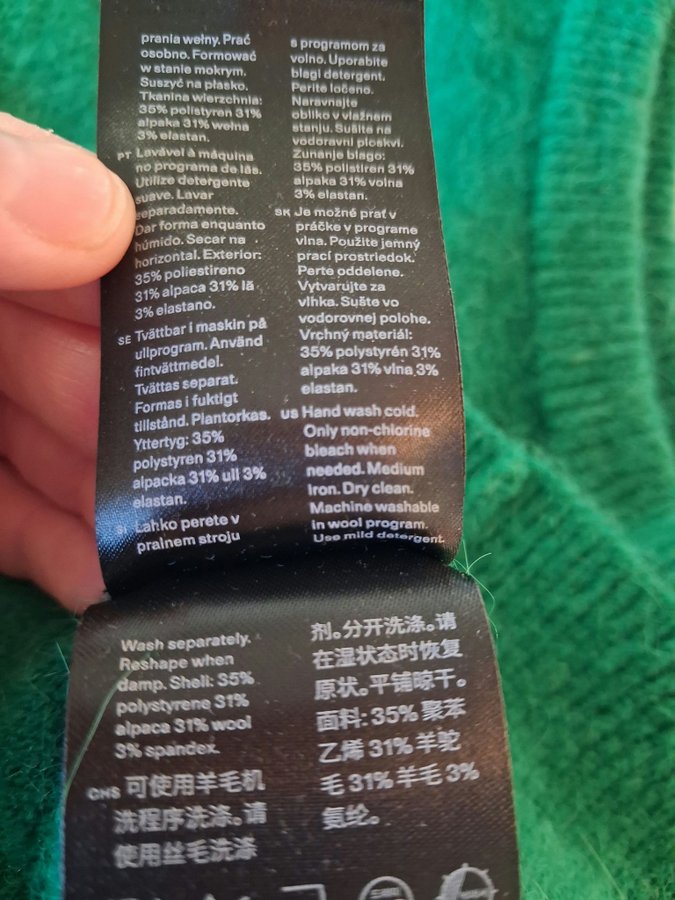 prania wełny. Prać
osobno. Formować
w stanie mokrym.
Suszyć na płasko.
Tkanina wierzchnia:
35% polistyren 31%
alpaka 31% wełna
3% elastan.
PT Lavável à máquina
no programa de lãs.
Utilize detergente
suave. Lavar
separadamente.
Dar forma enquanto
húmido. Secar na
horizontal. Exterior:
35% poliestireno
31% alpaca 31% lã
3% elastano.
SE Tvättbar i maskin på
ullprogram. Använd
fintvättmedel.
Tvättas separat.
Formas i fuktigt
tillstånd. Plantorkas.
Yttertyg: 35%
polystyren 31%
alpacka 31% ull 3%
elastan.
SI Lahko perete v
pralnem stroju
s programom za
volno. Uporabite
blagi detergent.
Perite ločeno.
Naravnajte
obliko v vlažnem
stanju. Sušite na
vodoravni ploskvi.
Zunanje blago:
35% polistiren 31%
alpaka 31% volna
3% elastan.
SK Je možné prať v
práčke v programe
vlna. Použite jemný
prací prostriedok.
Perte oddelene.
Vytvarujte za
vlhka. Sušte vo
vodorovnej polohe.
Vrchný materiál:
35% polystyrén 31%
alpaka 31% vlna 3%
elastan.
US Hand wash cold.
Only non-chlorine
bleach when
needed. Medium
iron. Dry clean.
Machine washable
in wool program.
Use mild detergent.
Wash separately.
Reshape when
damp. Shell: 35%
polystyrene 31%
alpaca 31% wool
3% spandex.
CHS 可使用羊毛机
洗程序洗涤。请
使用丝毛洗涤
剂。分开洗涤。请
在湿状态时恢复
原状。平铺晾干。
面料: 35% 聚苯
乙烯 31% 羊驼
毛 31% 羊毛 3%
氨纶。